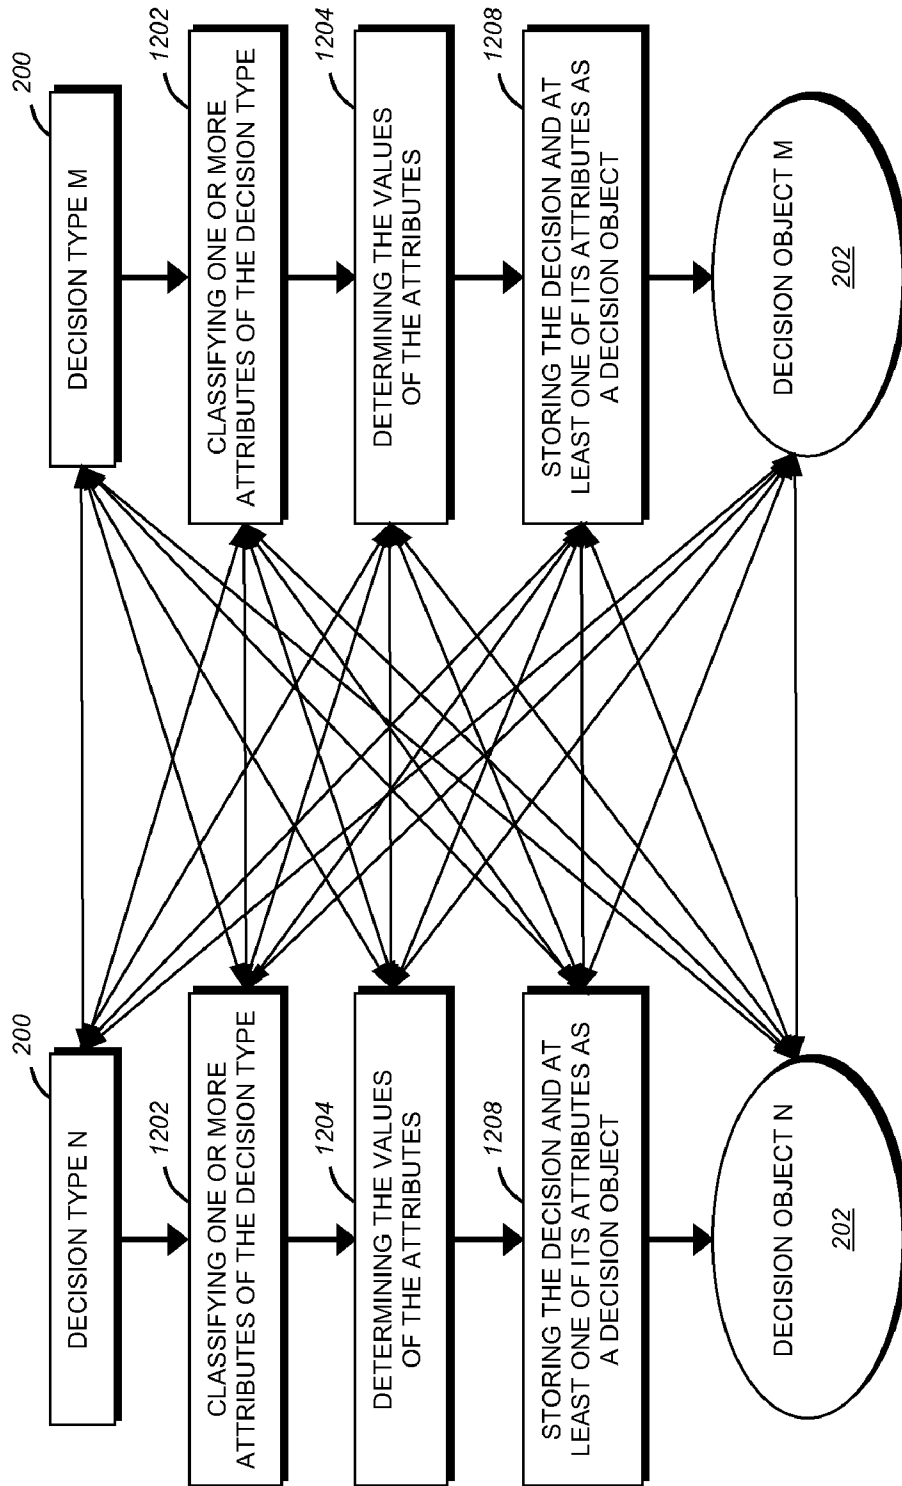 200
DECISION TYPE N
1202
CLASSIFYING ONE OR MORE
ATTRIBUTES OF THE DECISION TYPE
1204
DETERMINING THE VALUES
OF THE ATTRIBUTES
1208
STORING THE DECISION AND AT
LEAST ONE OF ITS ATTRIBUTES AS
A DECISION OBJECT
DECISION OBJECT N
202
200
DECISION TYPE M
1202
CLASSIFYING ONE OR MORE
ATTRIBUTES OF THE DECISION TYPE
1204
DETERMINING THE VALUES
OF THE ATTRIBUTES
1208
STORING THE DECISION AND AT
LEAST ONE OF ITS ATTRIBUTES AS
A DECISION OBJECT
DECISION OBJECT M
202